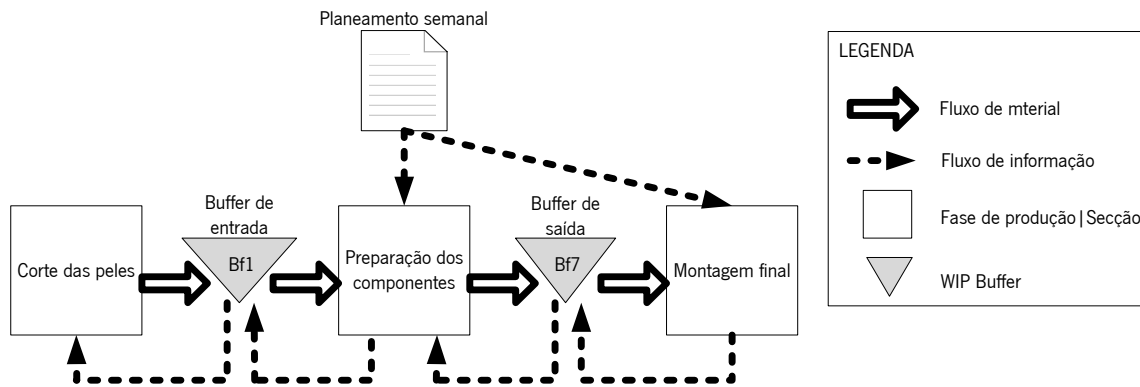 Planeamento semanal
Buffer de
entrada
Bf1
Corte das peles
Preparação dos
componentes
Buffer de
saída
Bf7
Montagem final
LEGENDA
Fluxo de mterial
Fluxo de informação
Fase de produção|Secção
WIP Buffer